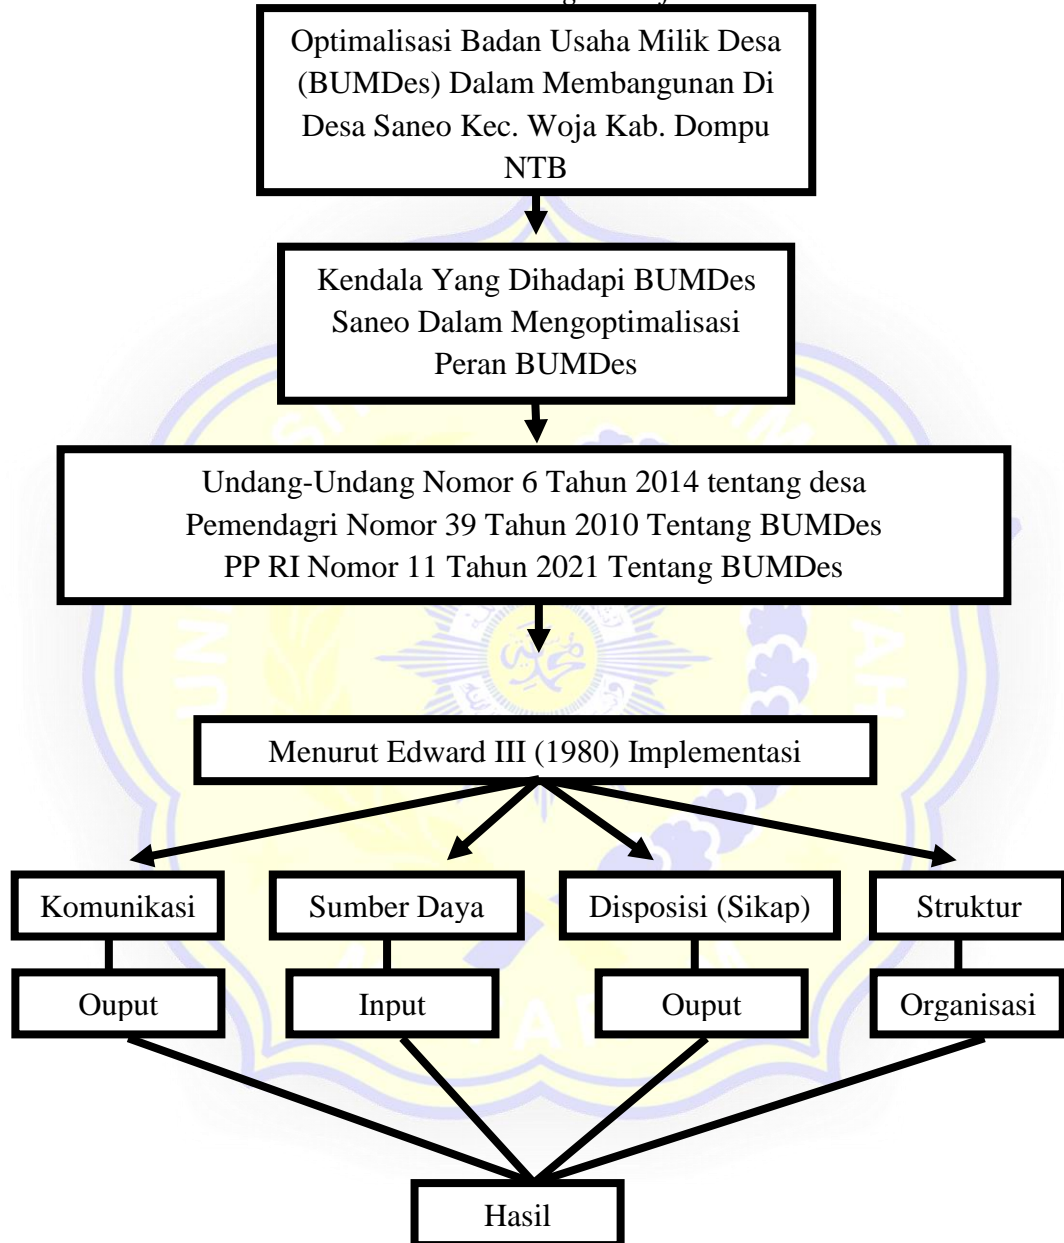 Optimalisasi Badan Usaha Milik Desa
(BUMDes) Dalam Membangunan Di
Desa Saneo Kec. Woja Kab. Dompu
NTB
Kendala Yang Dihadapi BUMDes
Saneo Dalam Mengoptimalisasi
Peran BUMDes
Undang-Undang Nomor 6 Tahun 2014 tentang desa
Pemendagri Nomor 39 Tahun 2010 Tentang BUMDes
PP RI Nomor 11 Tahun 2021 Tentang BUMDes
Menurut Edward III (1980) Implementasi
Komunikasi
Sumber Daya
Disposisi (Sikap)
Struktur
Ouput
Input
Ouput
Organisasi
Hasil